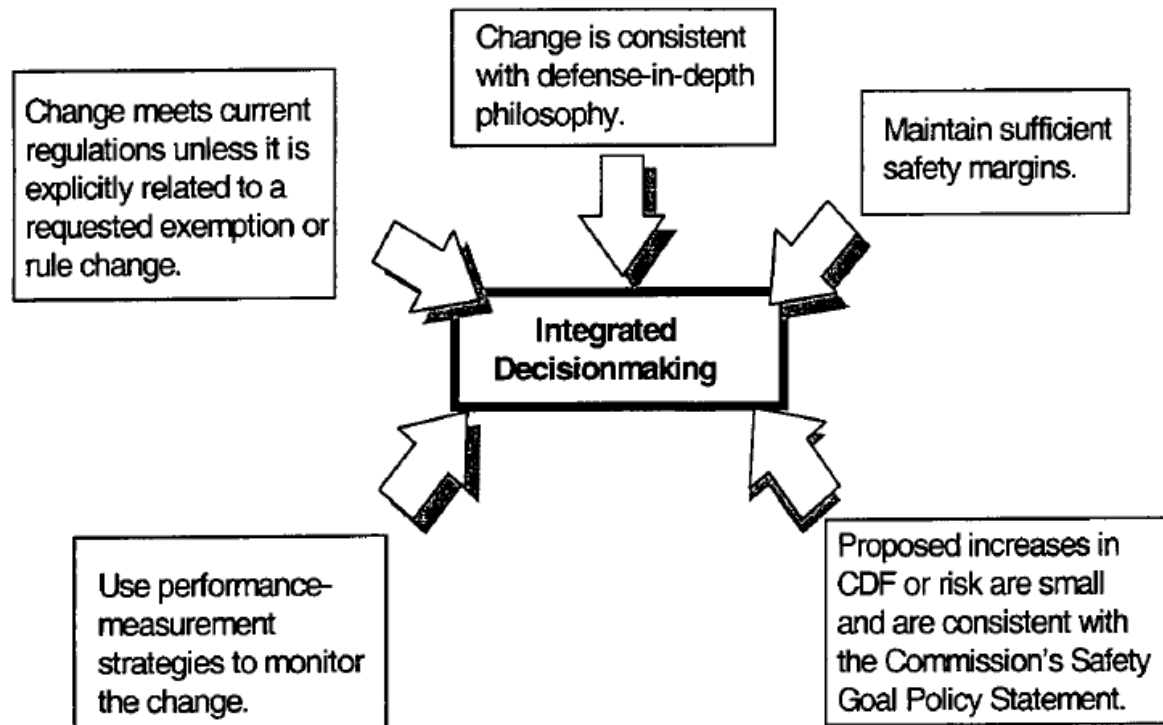 Change is consistent
with defense-in-depth
philosophy.
Change meets current
regulations unless it is
explicitly related to a
requested exemption or
rule change.
Maintain sufficient
safety margins.
Integrated
Decisionmaking
Use performance-
measurement
strategies to monitor
the change.
Proposed increases in
CDF or risk are small
and are consistent with
the Commission's Safety
Goal Policy Statement.